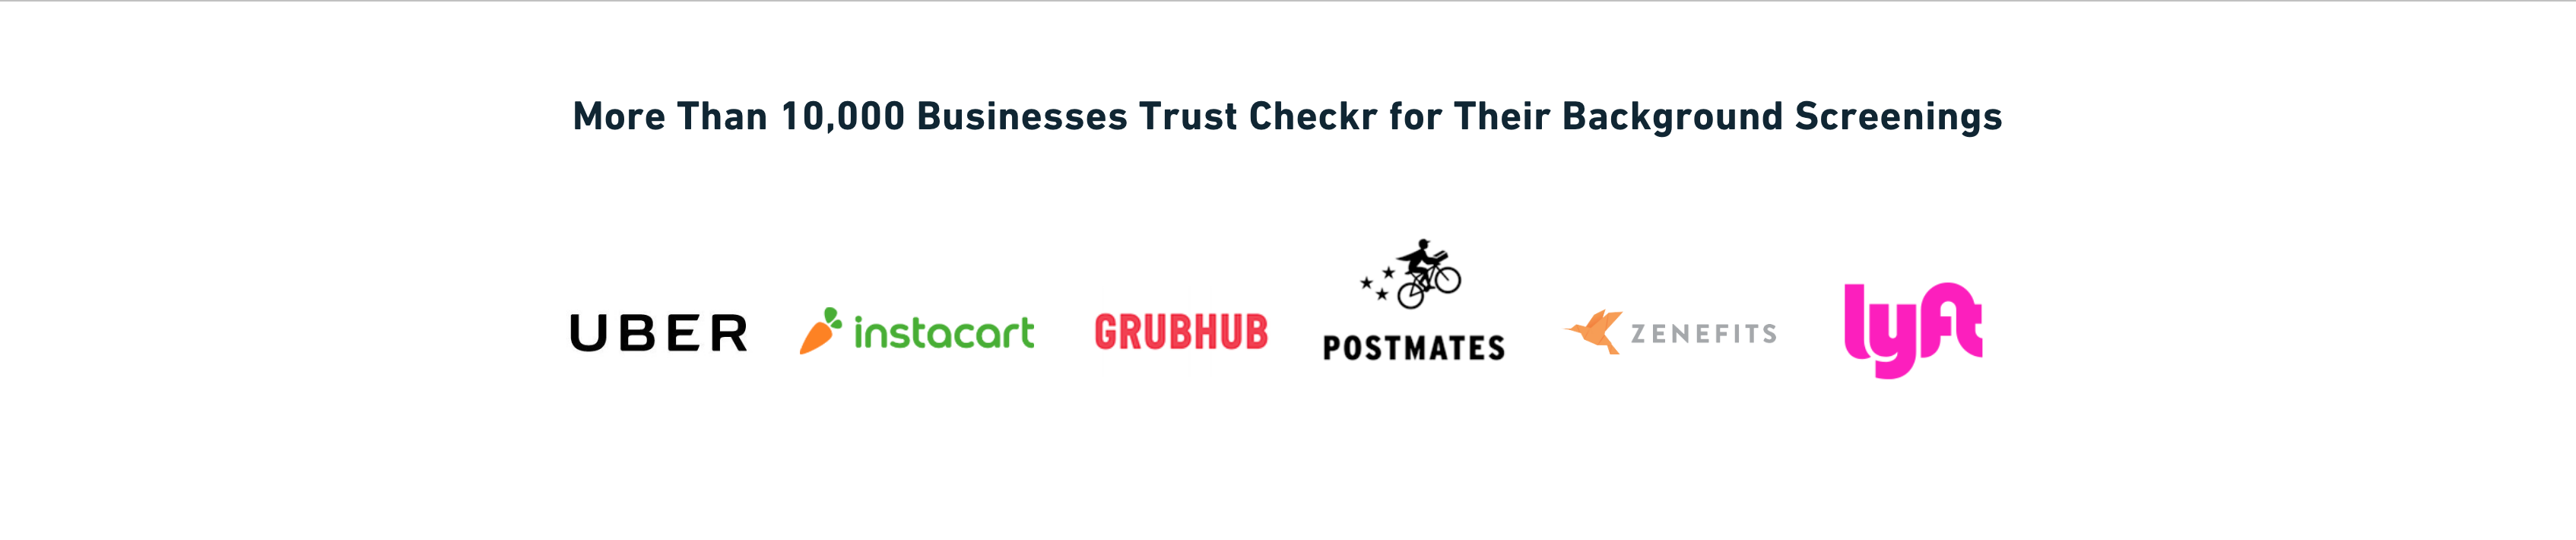 More Than 10,000 Businesses Trust Checkr for Their Background Screenings
UBER instacart GRUBHUB POSTMATES ZENEFITS lyft